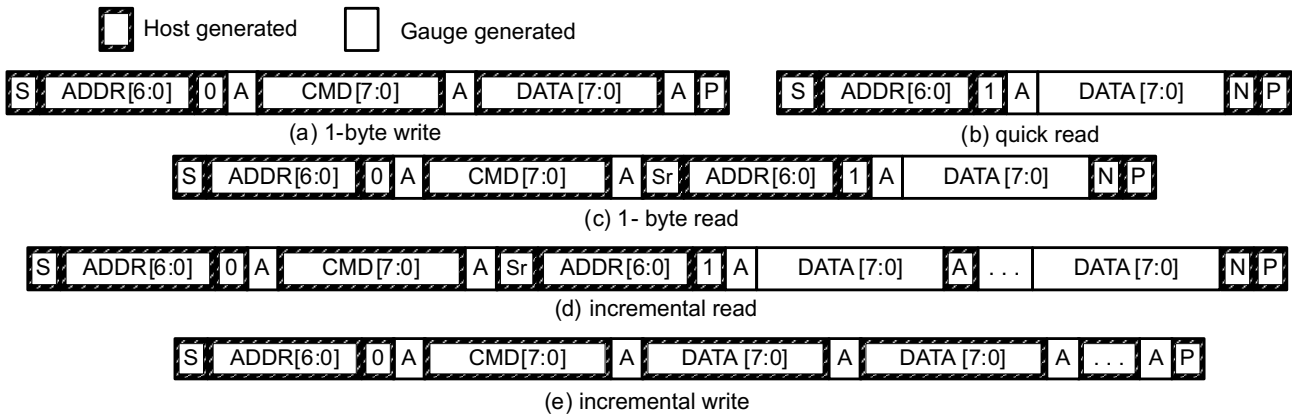 Host generated Gauge generated
S ADDR[6:0] 0 A CMD[7:0] A DATA[7:0] A P
(a) 1-byte write
S ADDR[6:0] 1 A DATA[7:0] N P
(b) quick read
S ADDR[6:0] 0 A CMD[7:0] A Sr ADDR[6:0] 1 A DATA[7:0] N P
(c) 1- byte read
S ADDR[6:0] 0 A CMD[7:0] A Sr ADDR[6:0] 1 A DATA[7:0] A . . . DATA[7:0] N P
(d) incremental read
S ADDR[6:0] 0 A CMD[7:0] A DATA[7:0] A DATA[7:0] A . . . A P
(e) incremental write